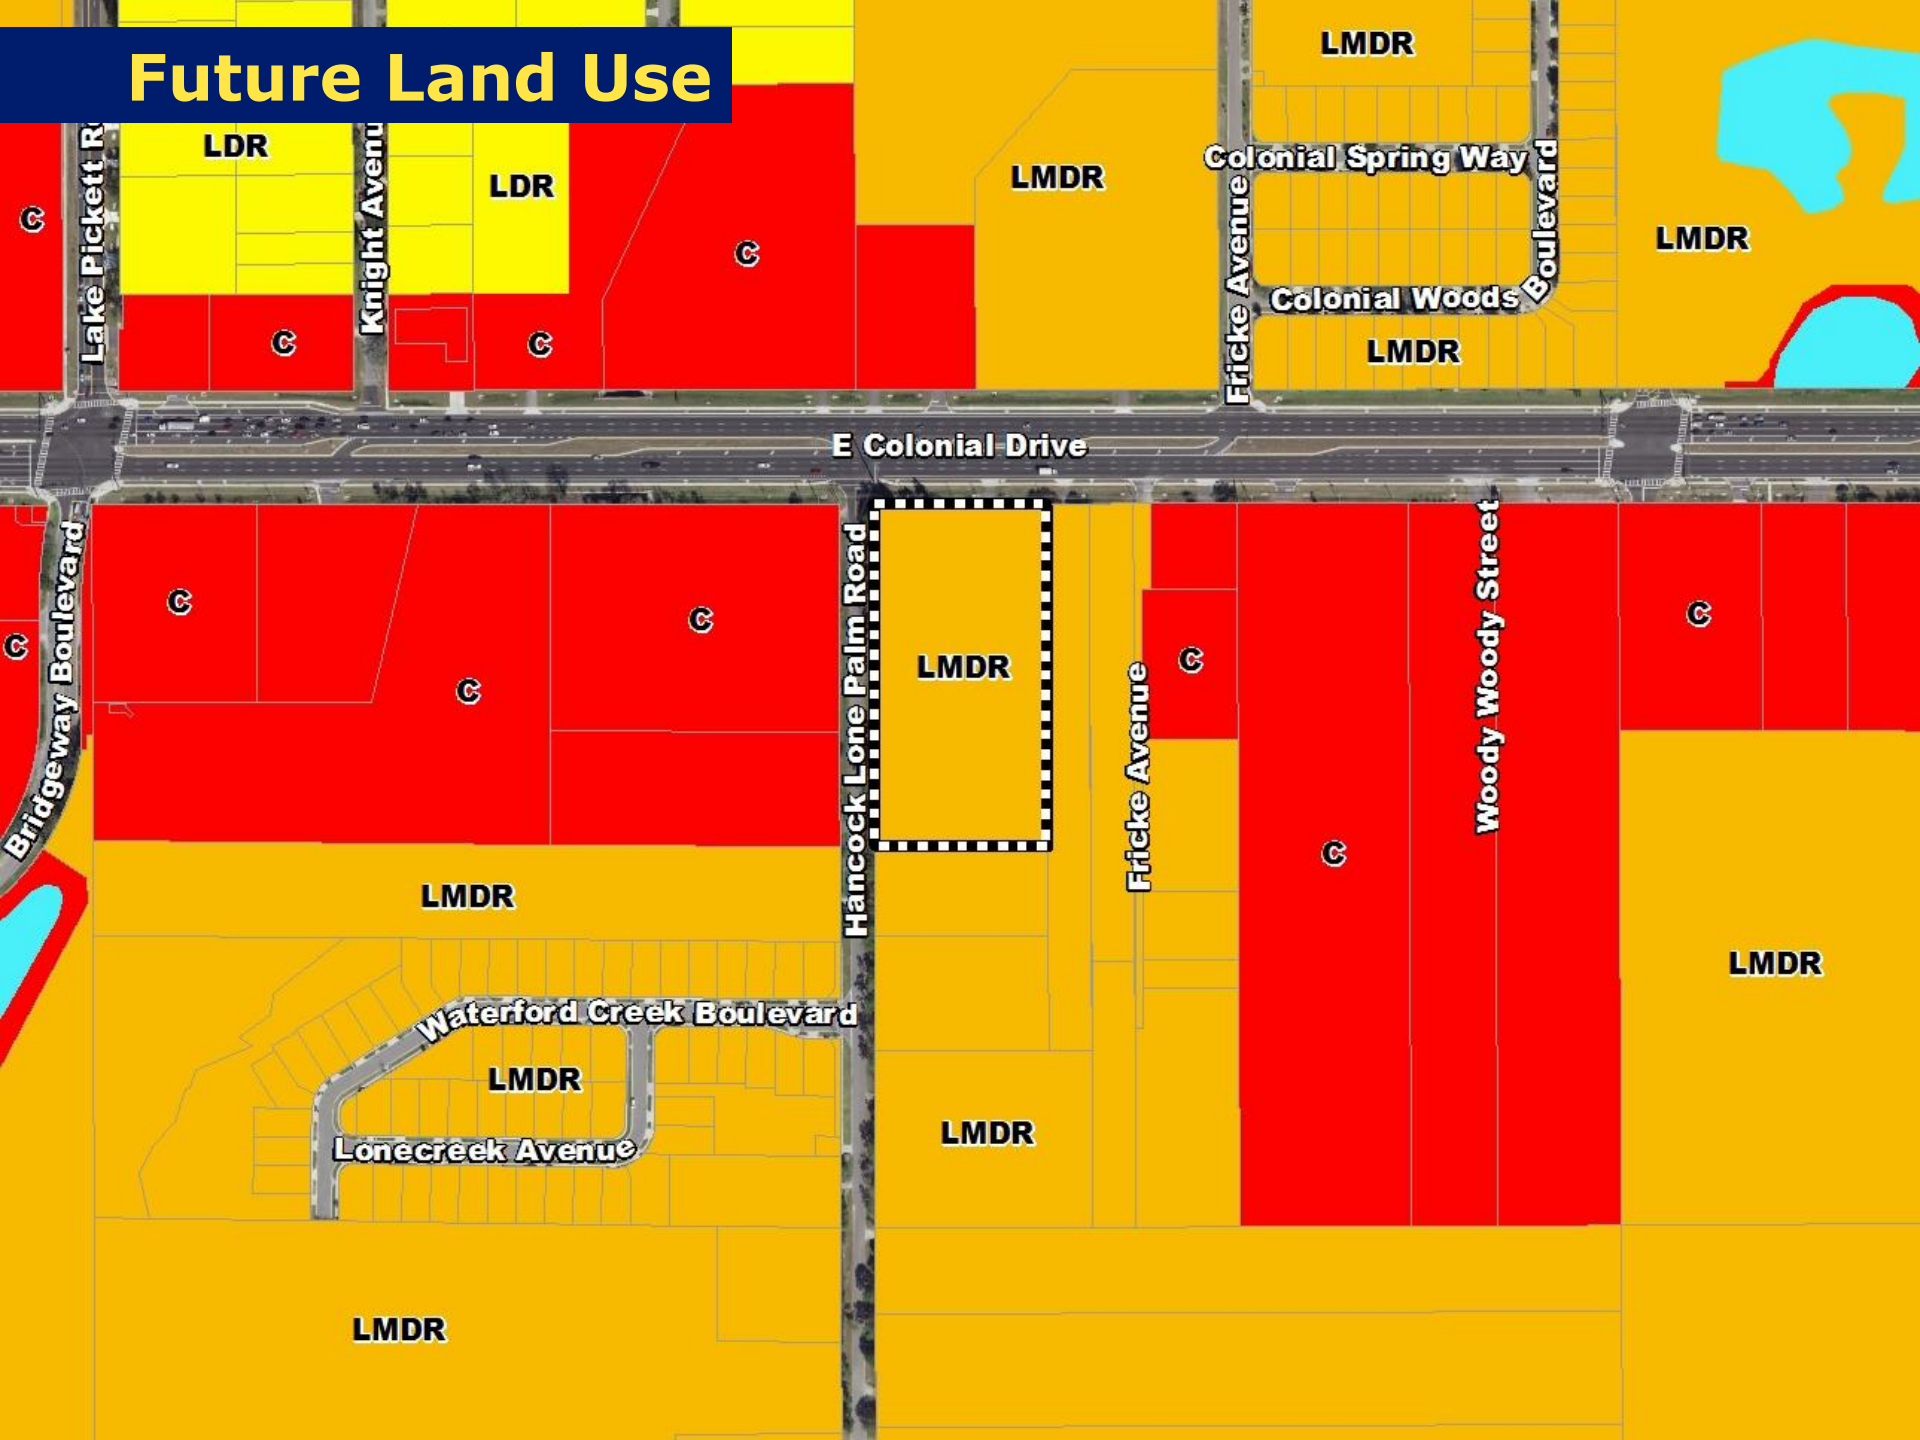 Future Land Use
LMDR
LDR
LDR
LMDR
Colonial Spring Way
C
Lake Pickett
Knight
C
Fricke Avenue
Boulevard
LMDR
C
C
Colonial Woods
LMDR
E Colonial Drive
Bridgeway Boulevard
C
C
C
C
Hancock Lone Palm Road
LMDR
Fricke Avenue
C
Woody Woody Street
C
C
LMDR
LMDR
Waterford Creek Boulevard
LMDR
Lonecreek Avenue
LMDR
LMDR